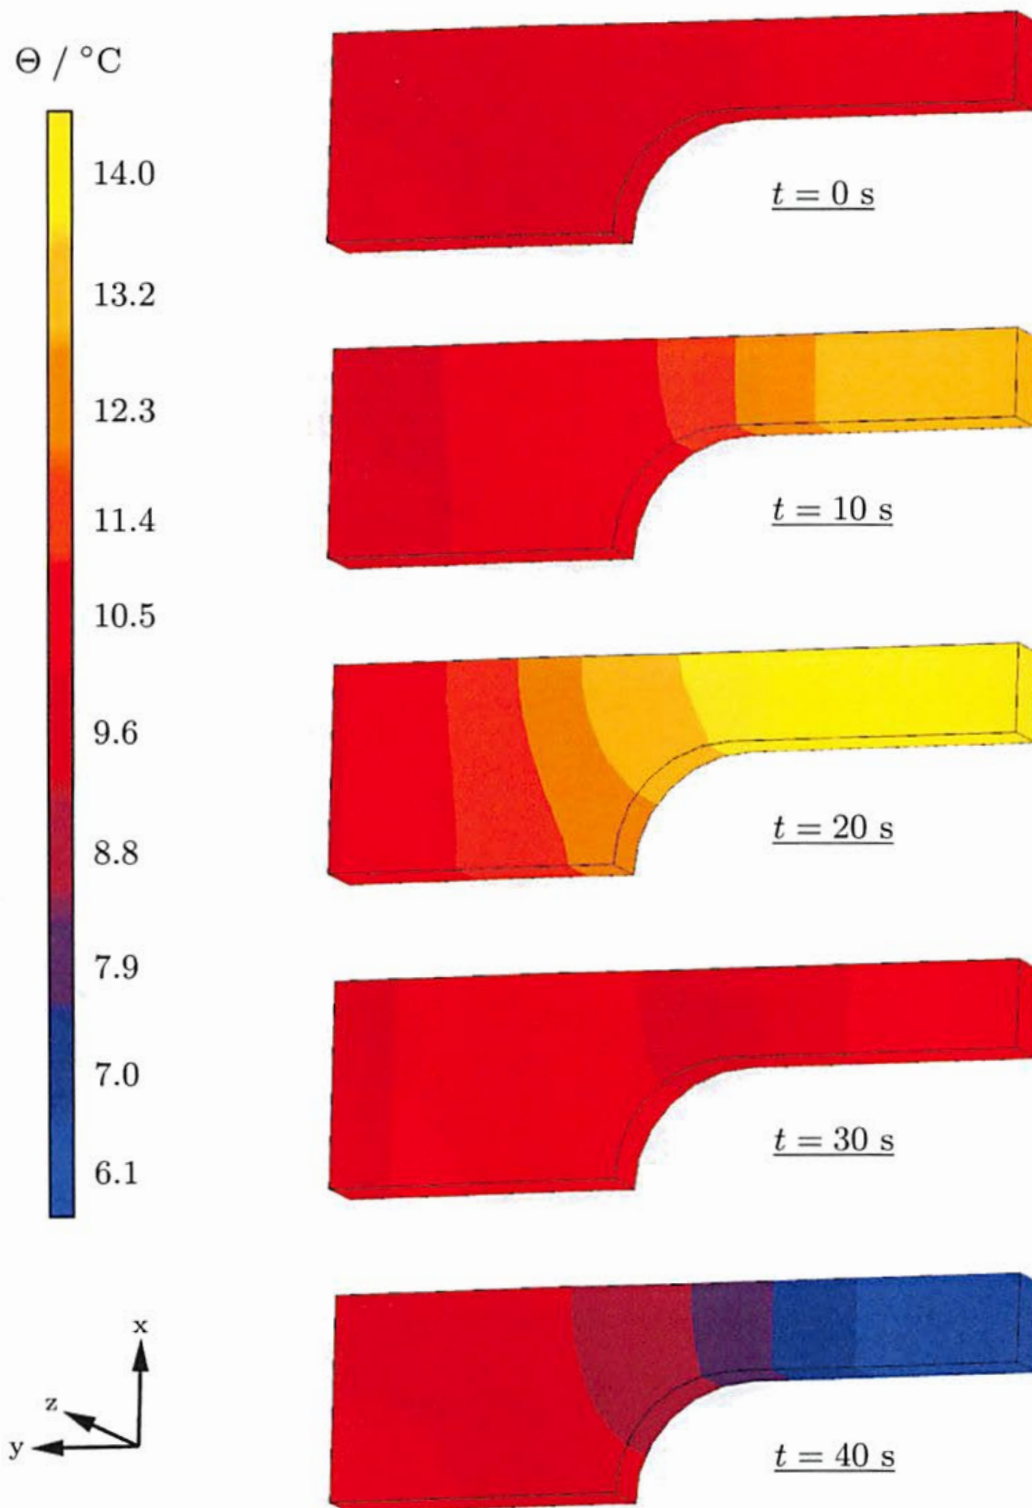 Θ / °C
14.0
13.2
12.3
11.4
10.5
9.6
8.8
7.9
7.0
6.1
t = 0 s
t = 10 s
t = 20 s
t = 30 s
t = 40 s
x
z
y